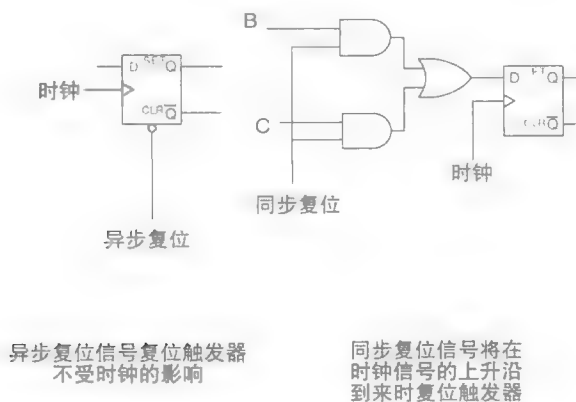 B
D SET Q
时钟
CLR Q
C
D Q
CLR Q
时钟
同步复位
异步复位
异步复位信号复位触发器
不受时钟的影响
同步复位信号将在
时钟信号的上升沿
到来时复位触发器